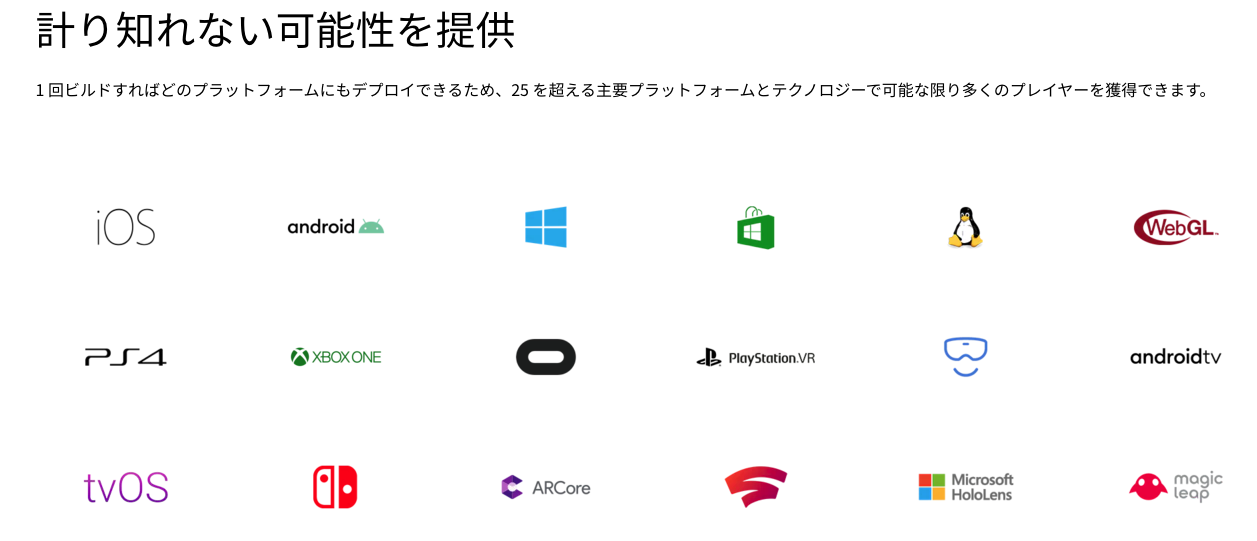 計り知れない可能性を提供
1 回ビルドすればどのプラットフォームにもデプロイできるため、25 を超える主要プラットフォームとテクノロジーで可能な限り多くのプレイヤーを獲得できます。
iOS
android
WebGL™
PS4
XBOX ONE
PlayStation.VR
androidtv
tvOS
ARCore
Microsoft
HoloLens
magic
leap